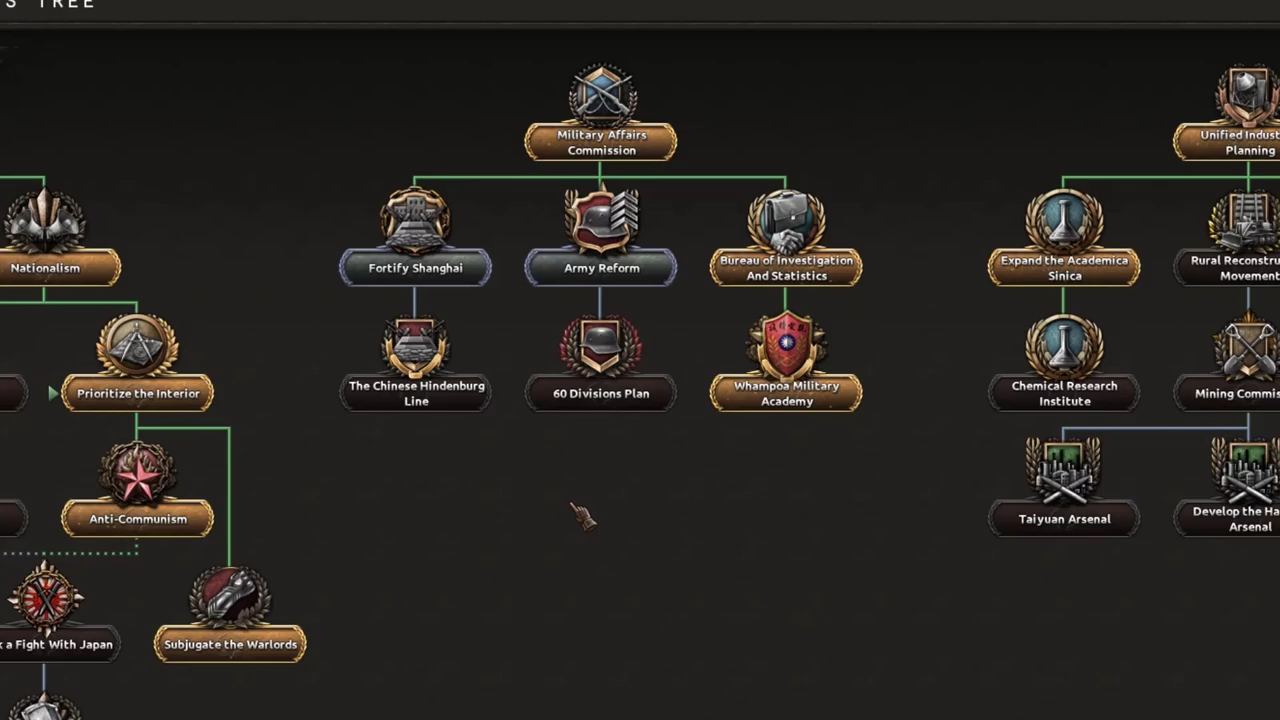 S TREE
Military Affairs
Commission
Unified Indust
Planning
Nationalism
Fortify Shanghai
Army Reform
Bureau of Investigation
And Statistics
Expand the Academica
Sinica
Rural Reconstru
Movement
Prioritize the Interior
The Chinese Hindenburg
Line
60 Divisions Plan
Whampoa Military
Academy
Chemical Research
Institute
Mining Commis
Anti-Communism
Taiyuan Arsenal
Develop the Ha
Arsenal
k a Fight With Japan
Subjugate the Warlords